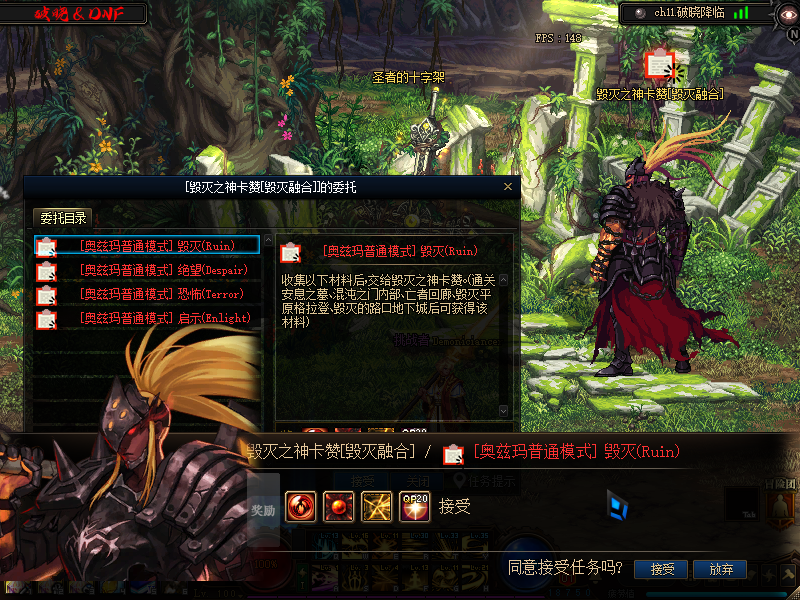 破晓&DNF
ch11.破晓降临
FPS : 148
N
圣者的十字架
毁灭之神卡赞[毁灭融合]
[毁灭之神卡赞[毁灭融合]]的委托
委托目录
[奥兹玛普通模式] 毁灭(Ruin)
[奥兹玛普通模式] 绝望(Despair)
[奥兹玛普通模式] 恐怖(Terror)
[奥兹玛普通模式] 启示(Enlight)
[奥兹玛普通模式] 毁灭(Ruin)
收集以下材料后,交给毁灭之神卡赞。(通关
安息之墓、混沌之门内部、亡者回廊、毁灭平
原格拉登、毁灭的路口地下城后可获得该
材料)
挑战者
毁灭之神卡赞[毁灭融合] / [奥兹玛普通模式] 毁灭(Ruin)
接受 关闭 任务提示
奖励 QP20 接受
冒险团
Tab
100%
同意接受任务吗? 接受 放弃